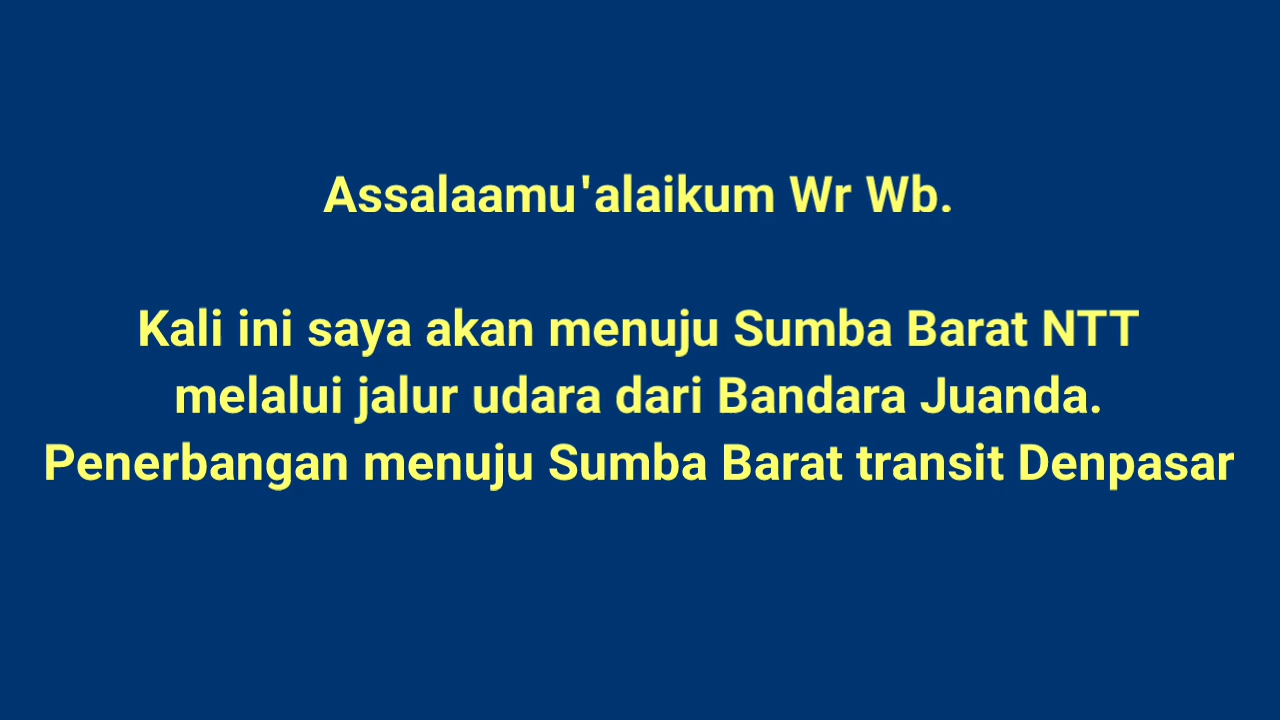 Assalaamu'alaikum Wr Wb.
Kali ini saya akan menuju Sumba Barat NTT
melalui jalur udara dari Bandara Juanda.
Penerbangan menuju Sumba Barat transit Denpasar